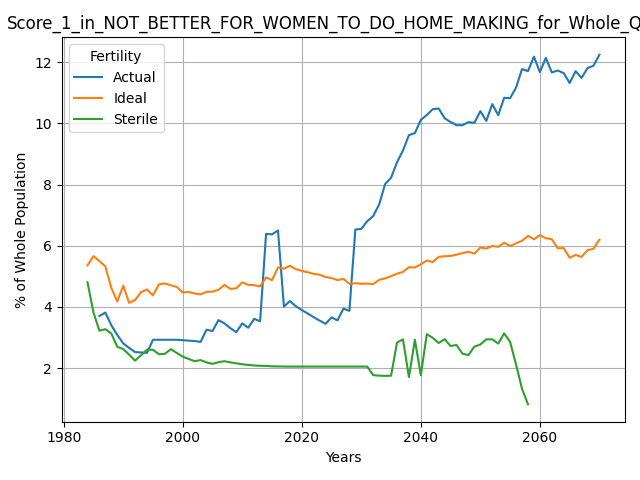 Score_1_in_NOT_BETTER_FOR_WOMEN_TO_DO_HOME_MAKING_for_Whole_Q
Fertility
Actual
Ideal
Sterile
% of Whole Population
12
10
8
6
4
2
1980
2000
2020
2040
2060
Years